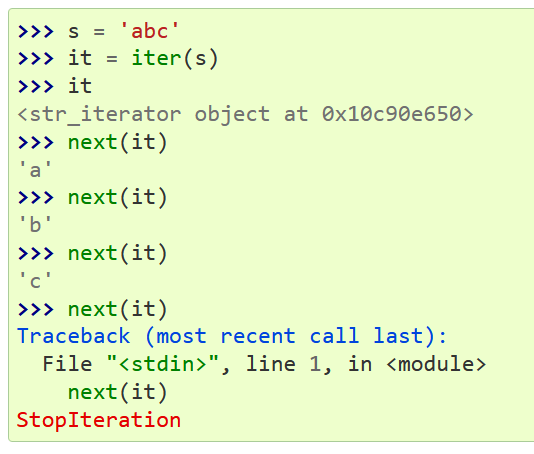 >>> s = 'abc'
>>> it = iter(s)
>>> it
<str_iterator object at 0x10c90e650>
>>> next(it)
'a'
>>> next(it)
'b'
>>> next(it)
'c'
>>> next(it)
Traceback (most recent call last):
  File "<stdin>", line 1, in <module>
    next(it)
StopIteration